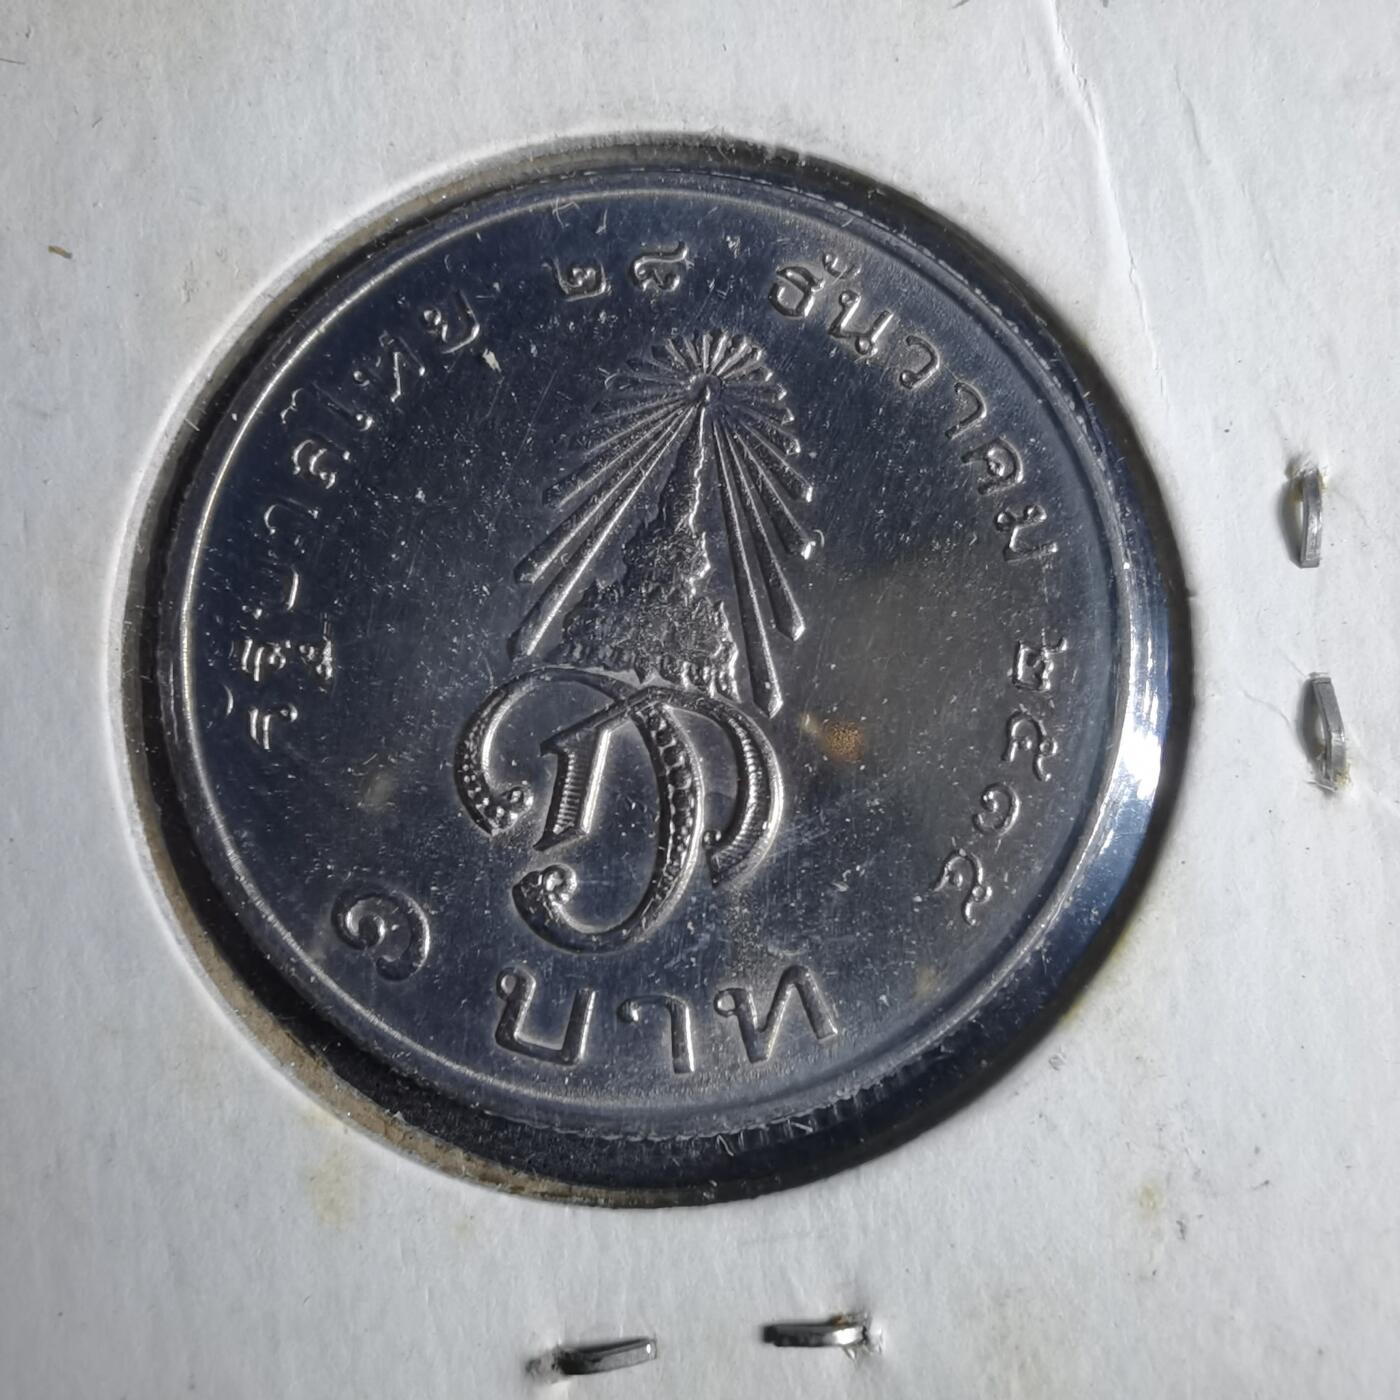 รัฐบาลไทย ๒๘ ธันวาคม ๒๕๑๕
๑ บาท